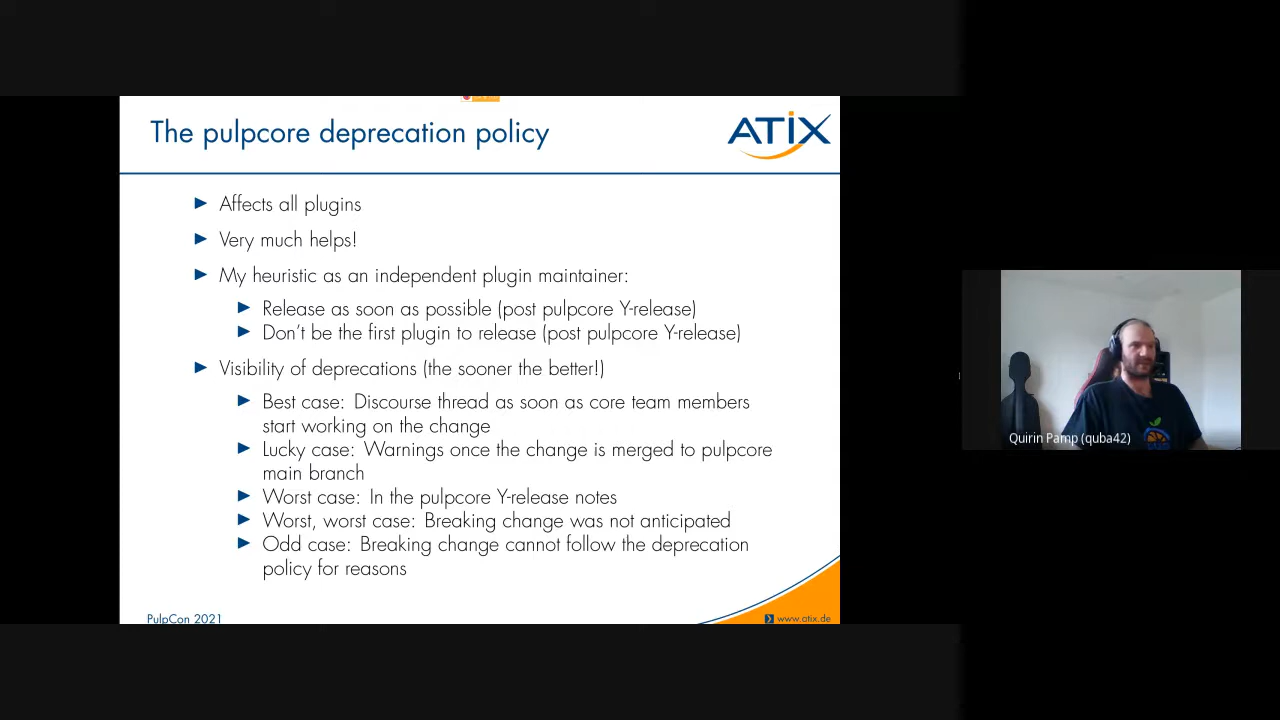 The pulpcore deprecation policy
ATIX
Affects all plugins
Very much helps!
My heuristic as an independent plugin maintainer:
Release as soon as possible (post pulpcore Y-release)
Don't be the first plugin to release (post pulpcore Y-release)
Visibility of deprecations (the sooner the better!)
Best case: Discourse thread as soon as core team members
start working on the change
Lucky case: Warnings once the change is merged to pulpcore
main branch
Worst case: In the pulpcore Y-release notes
Worst, worst case: Breaking change was not anticipated
Odd case: Breaking change cannot follow the deprecation
policy for reasons
PulpCon 2021
www.atix.de
Quirin Pamp (quba42)